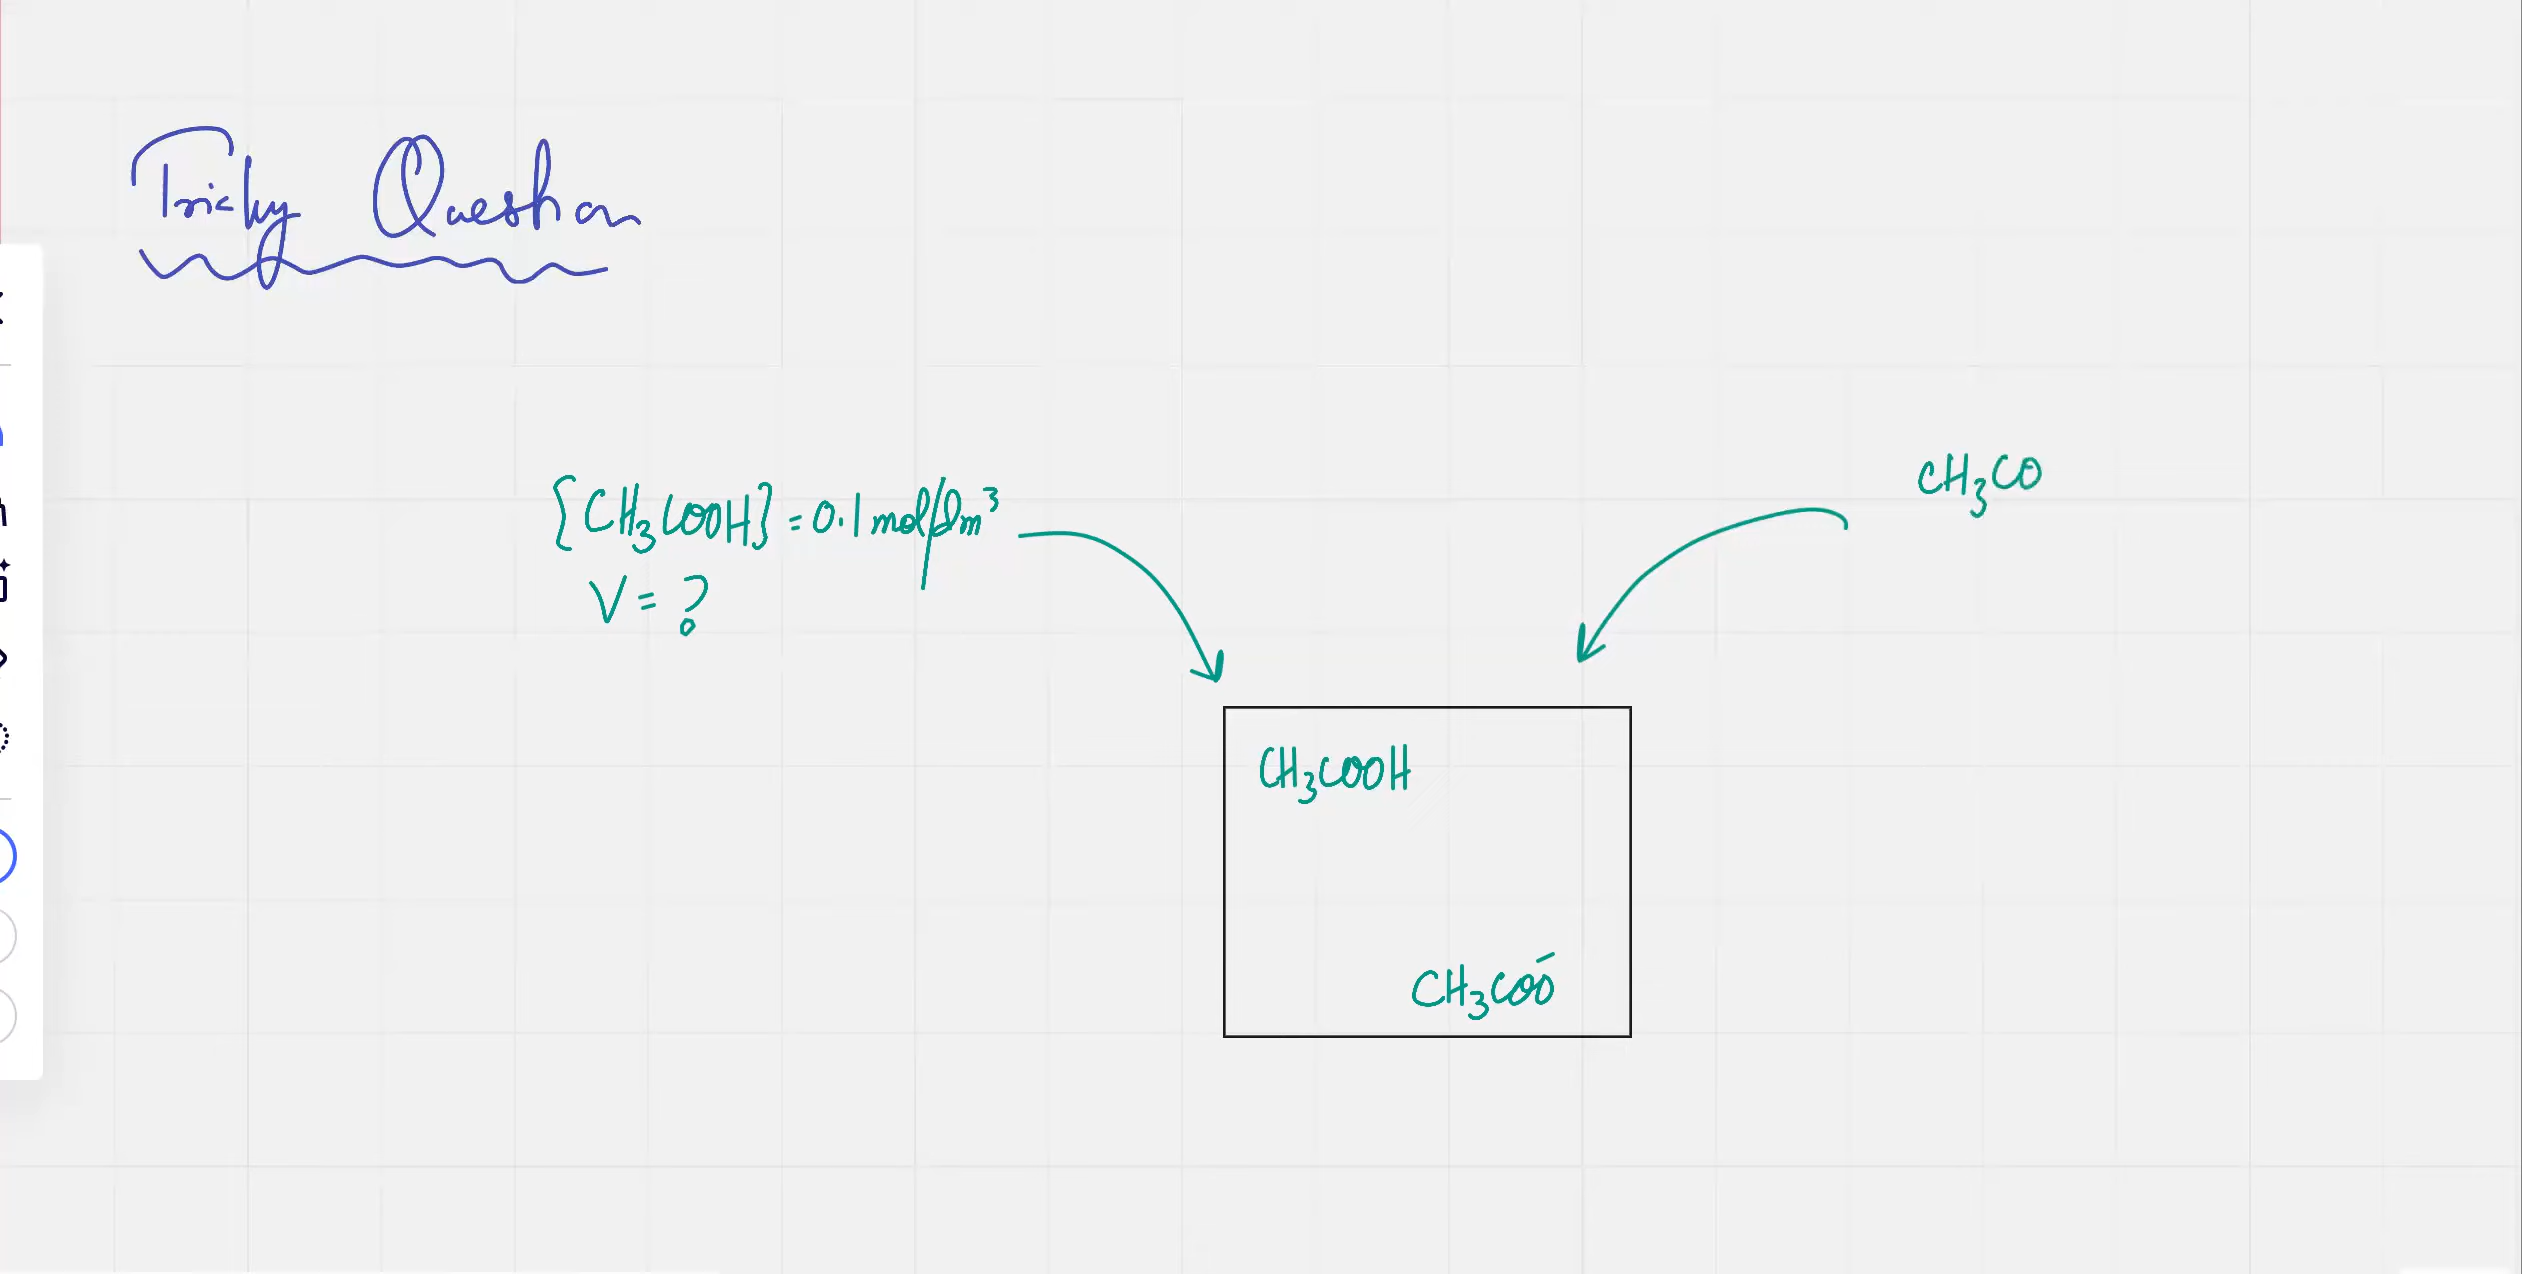 Tricky Question
{CH₃COOH} = 0.1 mol/dm³
V = ?
CH₃CO
CH₃COOH
CH₃COO⁻